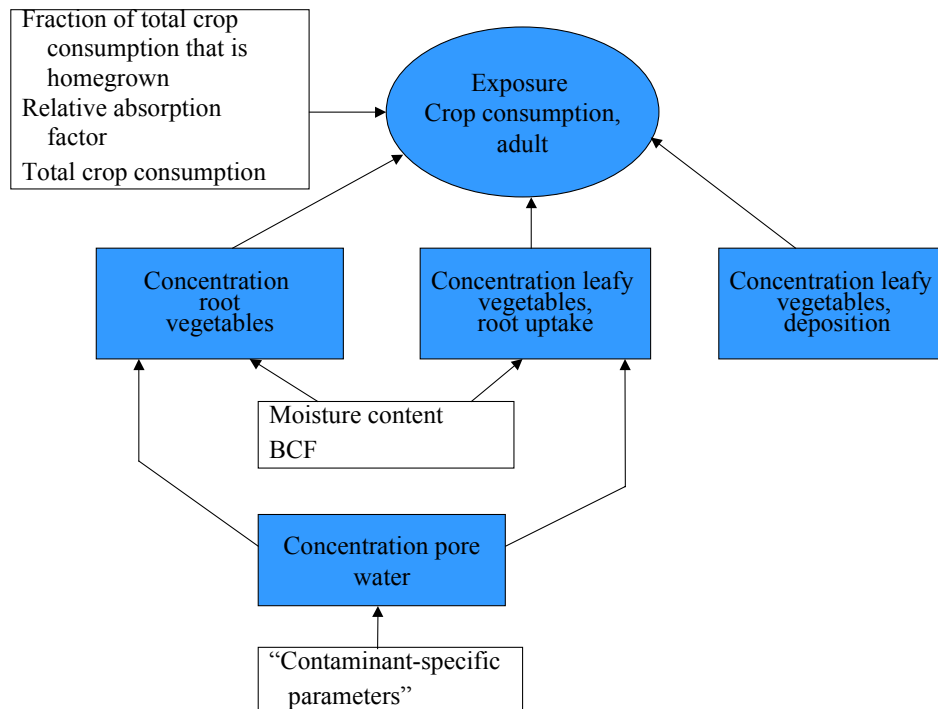 Fraction of total crop
consumption that is
homegrown
Relative absorption
factor
Total crop consumption
Exposure
Crop consumption,
adult
Concentration
root
vegetables
Concentration leafy
vegetables,
root uptake
Concentration leafy
vegetables,
deposition
Moisture content
BCF
Concentration pore
water
“Contaminant-specific
parameters”